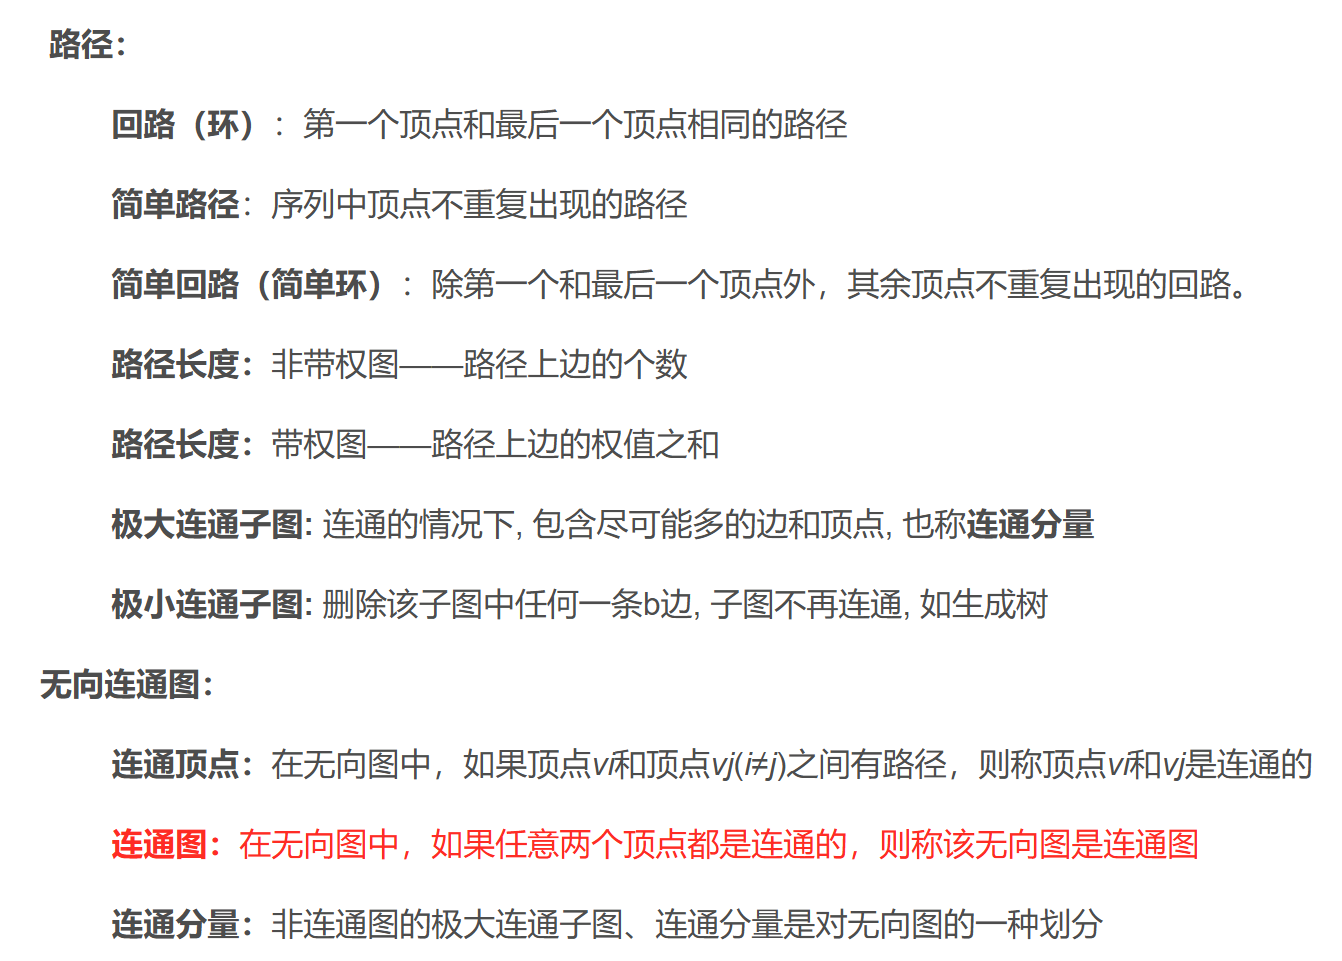 路径：
回路（环）：第一个顶点和最后一个顶点相同的路径
简单路径：序列中顶点不重复出现的路径
简单回路（简单环）：除第一个和最后一个顶点外，其余顶点不重复出现的回路。
路径长度：非带权图——路径上边的个数
路径长度：带权图——路径上边的权值之和
极大连通子图: 连通的情况下, 包含尽可能多的边和顶点, 也称连通分量
极小连通子图: 删除该子图中任何一条b边, 子图不再连通, 如生成树
无向连通图：
连通顶点：在无向图中，如果顶点vi和顶点vj(i≠j)之间有路径，则称顶点vi和vj是连通的
连通图：在无向图中，如果任意两个顶点都是连通的，则称该无向图是连通图
连通分量：非连通图的极大连通子图、连通分量是对无向图的一种划分